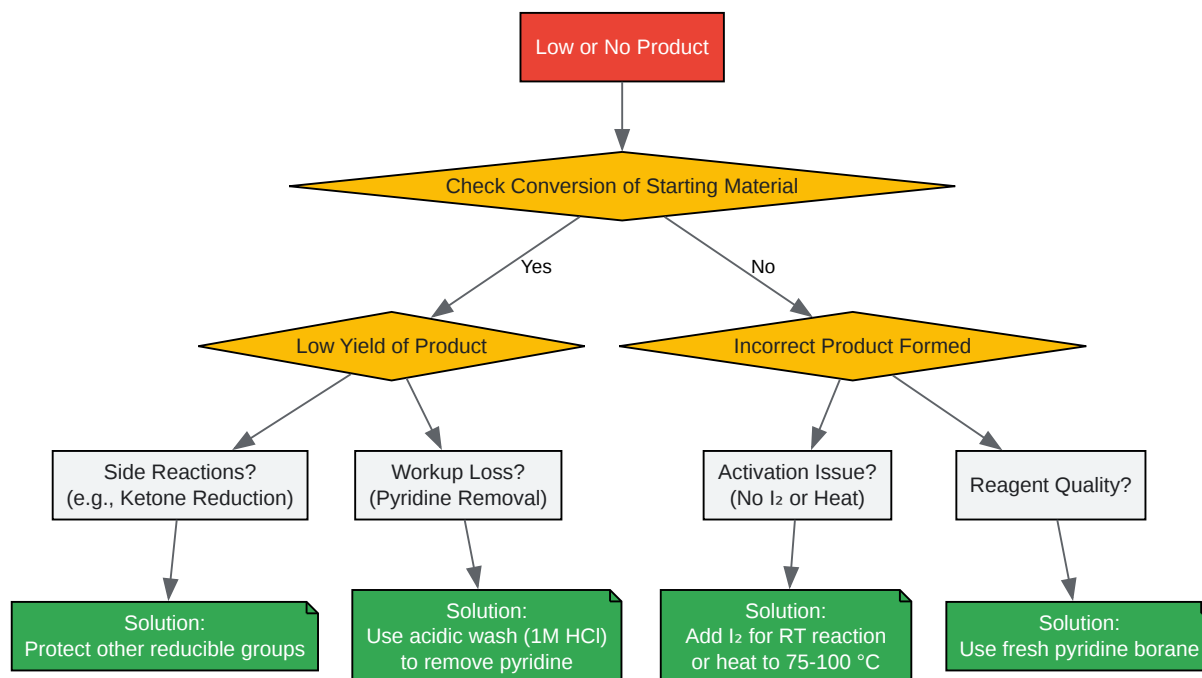 Low or No Product
Check Conversion of Starting Material
Yes
No
Low Yield of Product
Incorrect Product Formed
Side Reactions?
(e.g., Ketone Reduction)
Workup Loss?
(Pyridine Removal)
Activation Issue?
(No I₂ or Heat)
Reagent Quality?
Solution:
Protect other reducible groups
Solution:
Use acidic wash (1M HCl)
to remove pyridine
Solution:
Add I₂ for RT reaction
or heat to 75-100 °C
Solution:
Use fresh pyridine borane